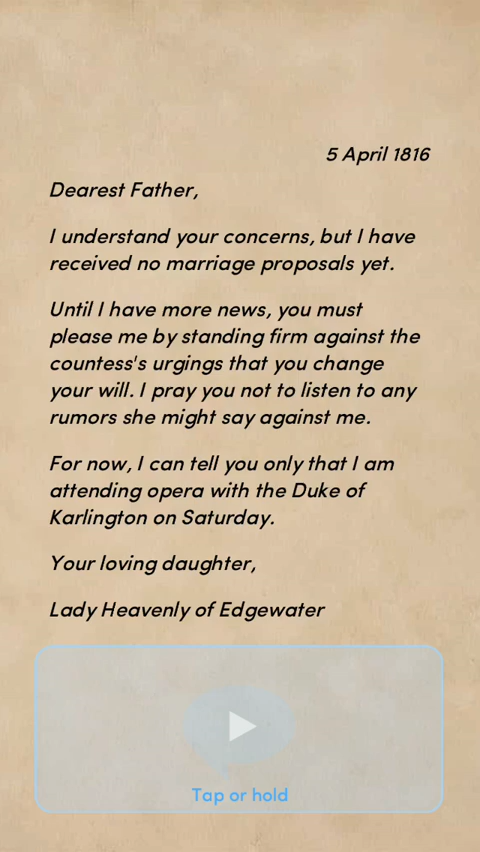 5 April 1816
Dearest Father,
I understand your concerns, but I have
received no marriage proposals yet.
Until I have more news, you must
please me by standing firm against the
countess's urgings that you change
your will. I pray you not to listen to any
rumors she might say against me.
For now, I can tell you only that I am
attending opera with the Duke of
Karlington on Saturday.
Your loving daughter,
Lady Heavenly of Edgewater
Tap or hold